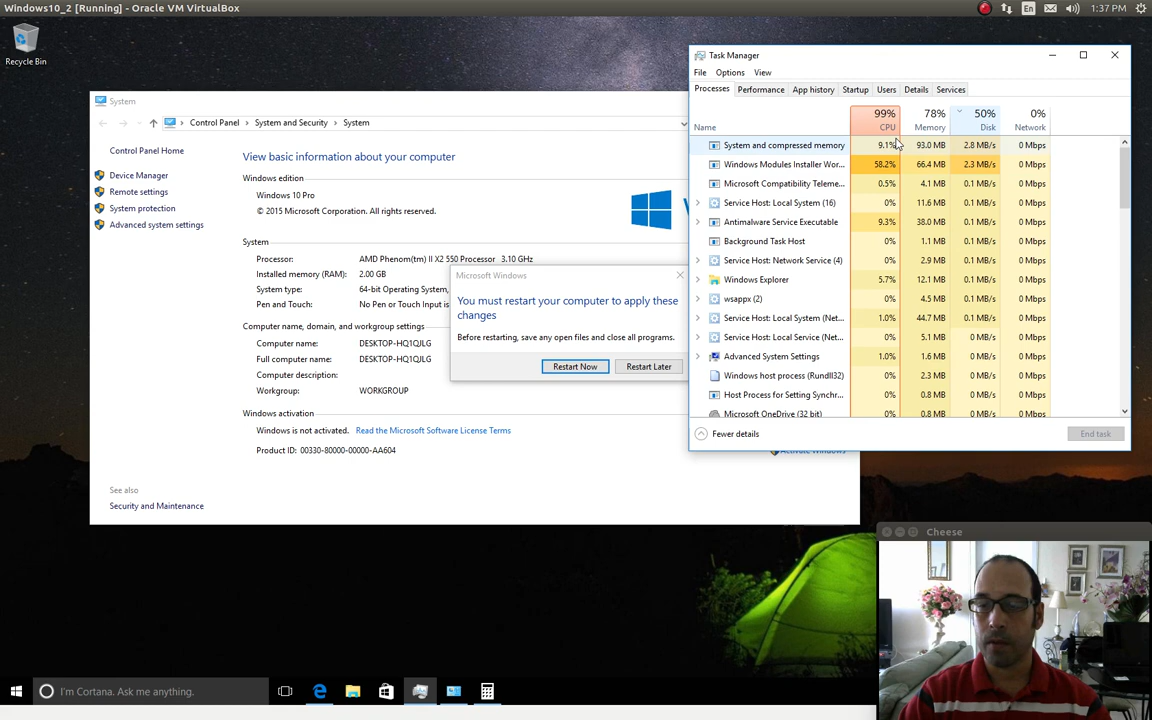 Windows10_2 [Running] - Oracle VM VirtualBox
En
1:37 PM
Recycle Bin
System
Control Panel
System and Security
System
Control Panel Home
Device Manager
Remote settings
System protection
Advanced system settings
See also
Security and Maintenance
View basic information about your computer
Windows edition
Windows 10 Pro
© 2015 Microsoft Corporation. All rights reserved.
System
Processor: AMD Phenom(tm) II X2 550 Processor 3.10 GHz
Installed memory (RAM): 2.00 GB
System type: 64-bit Operating System,
Pen and Touch: No Pen or Touch Input is
Computer name, domain, and workgroup settings
Computer name: DESKTOP-HQ1QJLG
Full computer name: DESKTOP-HQ1QJLG
Computer description:
Workgroup: WORKGROUP
Windows activation
Windows is not activated. Read the Microsoft Software License Terms
Product ID: 00330-80000-00000-AA604
Activate Windows
Microsoft Windows
You must restart your computer to apply these
changes
Before restarting, save any open files and close all programs.
Restart Now Restart Later
Task Manager
File Options View
Processes Performance App history Startup Users Details Services
99% 78% 50% 0%
Name CPU Memory Disk Network
System and compressed memory 9.1% 93.0 MB 2.8 MB/s 0 Mbps
Windows Modules Installer Wor... 58.2% 66.4 MB 2.3 MB/s 0 Mbps
Microsoft Compatibility Teleme... 0.5% 4.1 MB 0.1 MB/s 0 Mbps
Service Host: Local System (16) 0% 11.6 MB 0.1 MB/s 0 Mbps
Antimalware Service Executable 9.3% 38.0 MB 0.1 MB/s 0 Mbps
Background Task Host 0% 1.1 MB 0.1 MB/s 0 Mbps
Service Host: Network Service (4) 0% 2.9 MB 0.1 MB/s 0 Mbps
Windows Explorer 5.7% 12.1 MB 0.1 MB/s 0 Mbps
wsappx (2) 0% 4.5 MB 0.1 MB/s 0 Mbps
Service Host: Local System (Net... 1.0% 44.7 MB 0.1 MB/s 0 Mbps
Service Host: Local Service (Net... 0% 5.1 MB 0.1 MB/s 0 Mbps
Advanced System Settings 1.0% 1.6 MB 0.1 MB/s 0 Mbps
Windows host process (Rundll32) 0% 2.3 MB 0 MB/s 0 Mbps
Host Process for Setting Synchr... 0% 0.8 MB 0 MB/s 0 Mbps
Microsoft OneDrive (32 bit) 0% 0.8 MB 0 MB/s 0 Mbps
Fewer details
End task
Cheese
I'm Cortana. Ask me anything.